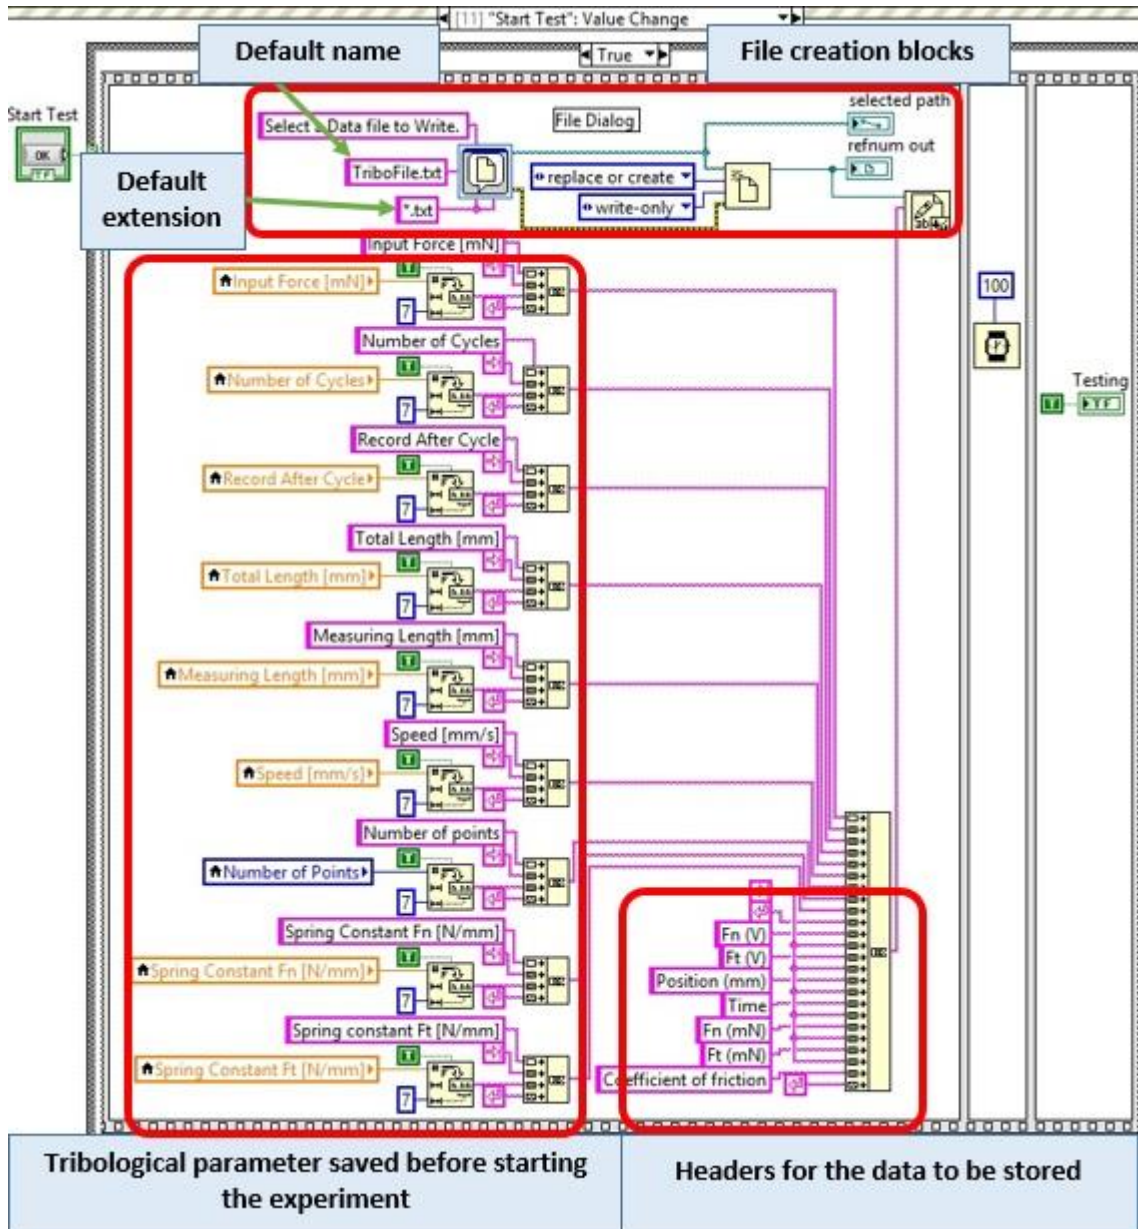 [11] "Start Test": Value Change
Default name
True
File creation blocks
Start Test
OK
TF
Select a Data file to Write.
File Dialog
selected path
TriboFile.txt
replace or create
refnum out
Default
extension
*.txt
write-only
Input Force [mN]
T
Input Force [mN]
7
100
Number of Cycles
T
Number of Cycles
7
Testing
T
TF
Record After Cycle
T
Record After Cycle
7
Total Length [mm]
T
Total Length [mm]
7
Measuring Length [mm]
T
Measuring Length [mm]
7
Speed [mm/s]
T
Speed [mm/s]
7
Number of points
T
Number of Points
7
Spring Constant Fn [N/mm]
T
Spring Constant Fn [N/mm]
7
Spring constant Ft [N/mm]
T
Spring Constant Ft [N/mm]
7
Fn (V)
Ft (V)
Position (mm)
Time
Fn (mN)
Ft (mN)
Coefficient of friction
Tribological parameter saved before starting
the experiment
Headers for the data to be stored